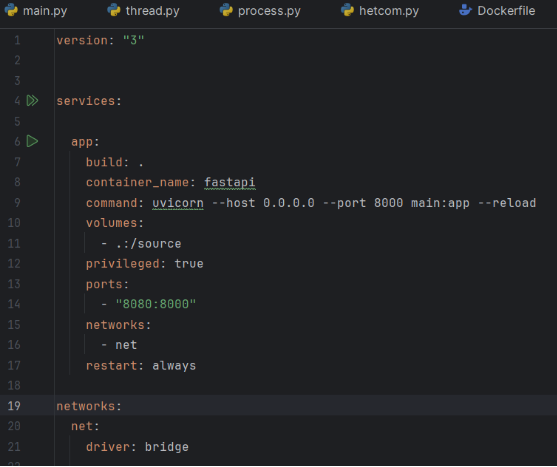 main.py thread.py process.py hetcom.py Dockerfile
1 version: "3"
2
3
4 services:
5
6   app:
7     build: .
8     container_name: fastapi
9     command: uvicorn --host 0.0.0.0 --port 8000 main:app --reload
10     volumes:
11       - .:/source
12     privileged: true
13     ports:
14       - "8080:8000"
15     networks:
16       - net
17     restart: always
18
19 networks:
20   net:
21     driver: bridge